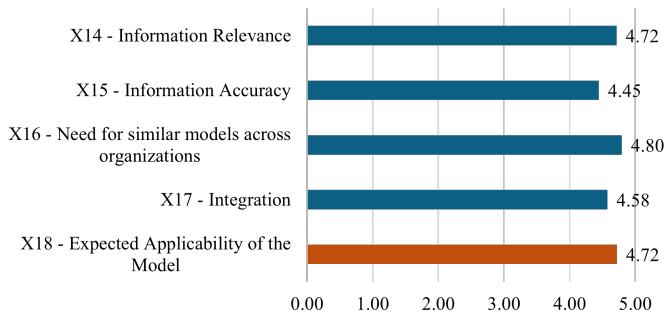 X14 - Information Relevance
4.72
X15 - Information Accuracy
4.45
X16 - Need for similar models across
organizations
4.80
X17 - Integration
4.58
X18 - Expected Applicability of the
Model
4.72
0.00 1.00 2.00 3.00 4.00 5.00